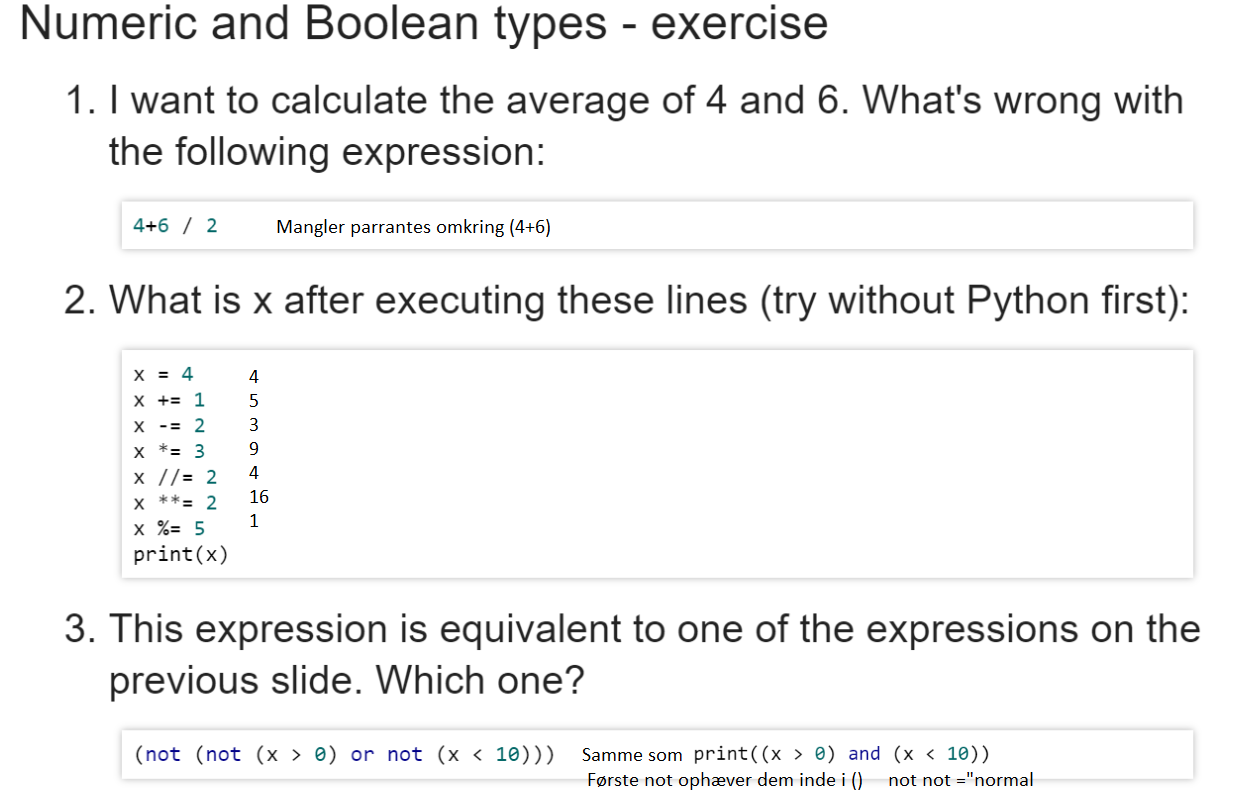 Numeric and Boolean types - exercise
1. I want to calculate the average of 4 and 6. What's wrong with
the following expression:
4+6 / 2 Mangler parrantes omkring (4+6)
2. What is x after executing these lines (try without Python first):
x = 4 4
x += 1 5
x -= 2 3
x *= 3 9
x //= 2 4
x **= 2 16
x %= 5 1
print(x)
3. This expression is equivalent to one of the expressions on the
previous slide. Which one?
(not (not (x > 0) or not (x < 10))) Samme som print((x > 0) and (x < 10))
Første not ophæver dem inde i () not not ="normal